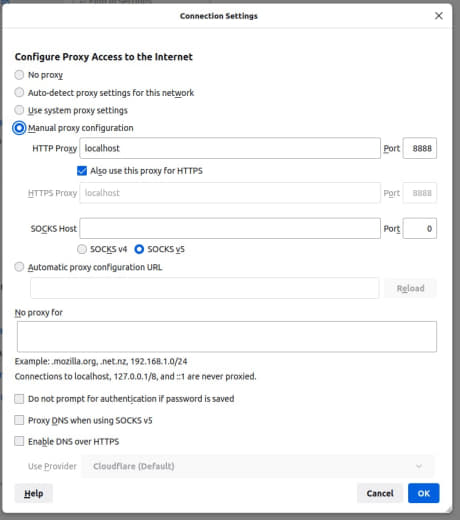 Connection Settings
Configure Proxy Access to the Internet
No proxy
Auto-detect proxy settings for this network
Use system proxy settings
Manual proxy configuration
HTTP Proxy localhost Port 8888
Also use this proxy for HTTPS
HTTPS Proxy localhost Port 8888
SOCKS Host Port 0
SOCKS v4 SOCKS v5
Automatic proxy configuration URL
Reload
No proxy for
Example: .mozilla.org, .net.nz, 192.168.1.0/24
Connections to localhost, 127.0.0.1/8, and ::1 are never proxied.
Do not prompt for authentication if password is saved
Proxy DNS when using SOCKS v5
Enable DNS over HTTPS
Use Provider Cloudflare (Default)
Help Cancel OK